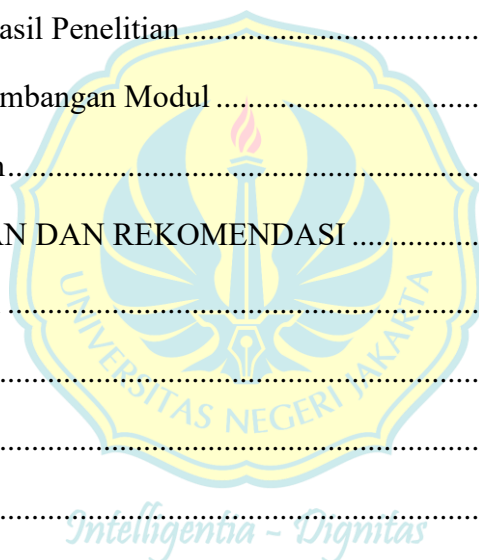 asil Penelitian........................................
mbangan Modul ...................................
n...............................................................
AN DAN REKOMENDASI .................
................................................................
................................................................
................................................................
................................................................
UNIVERSITAS NEGERI JAKARTA
Intelligentia - Dignitas